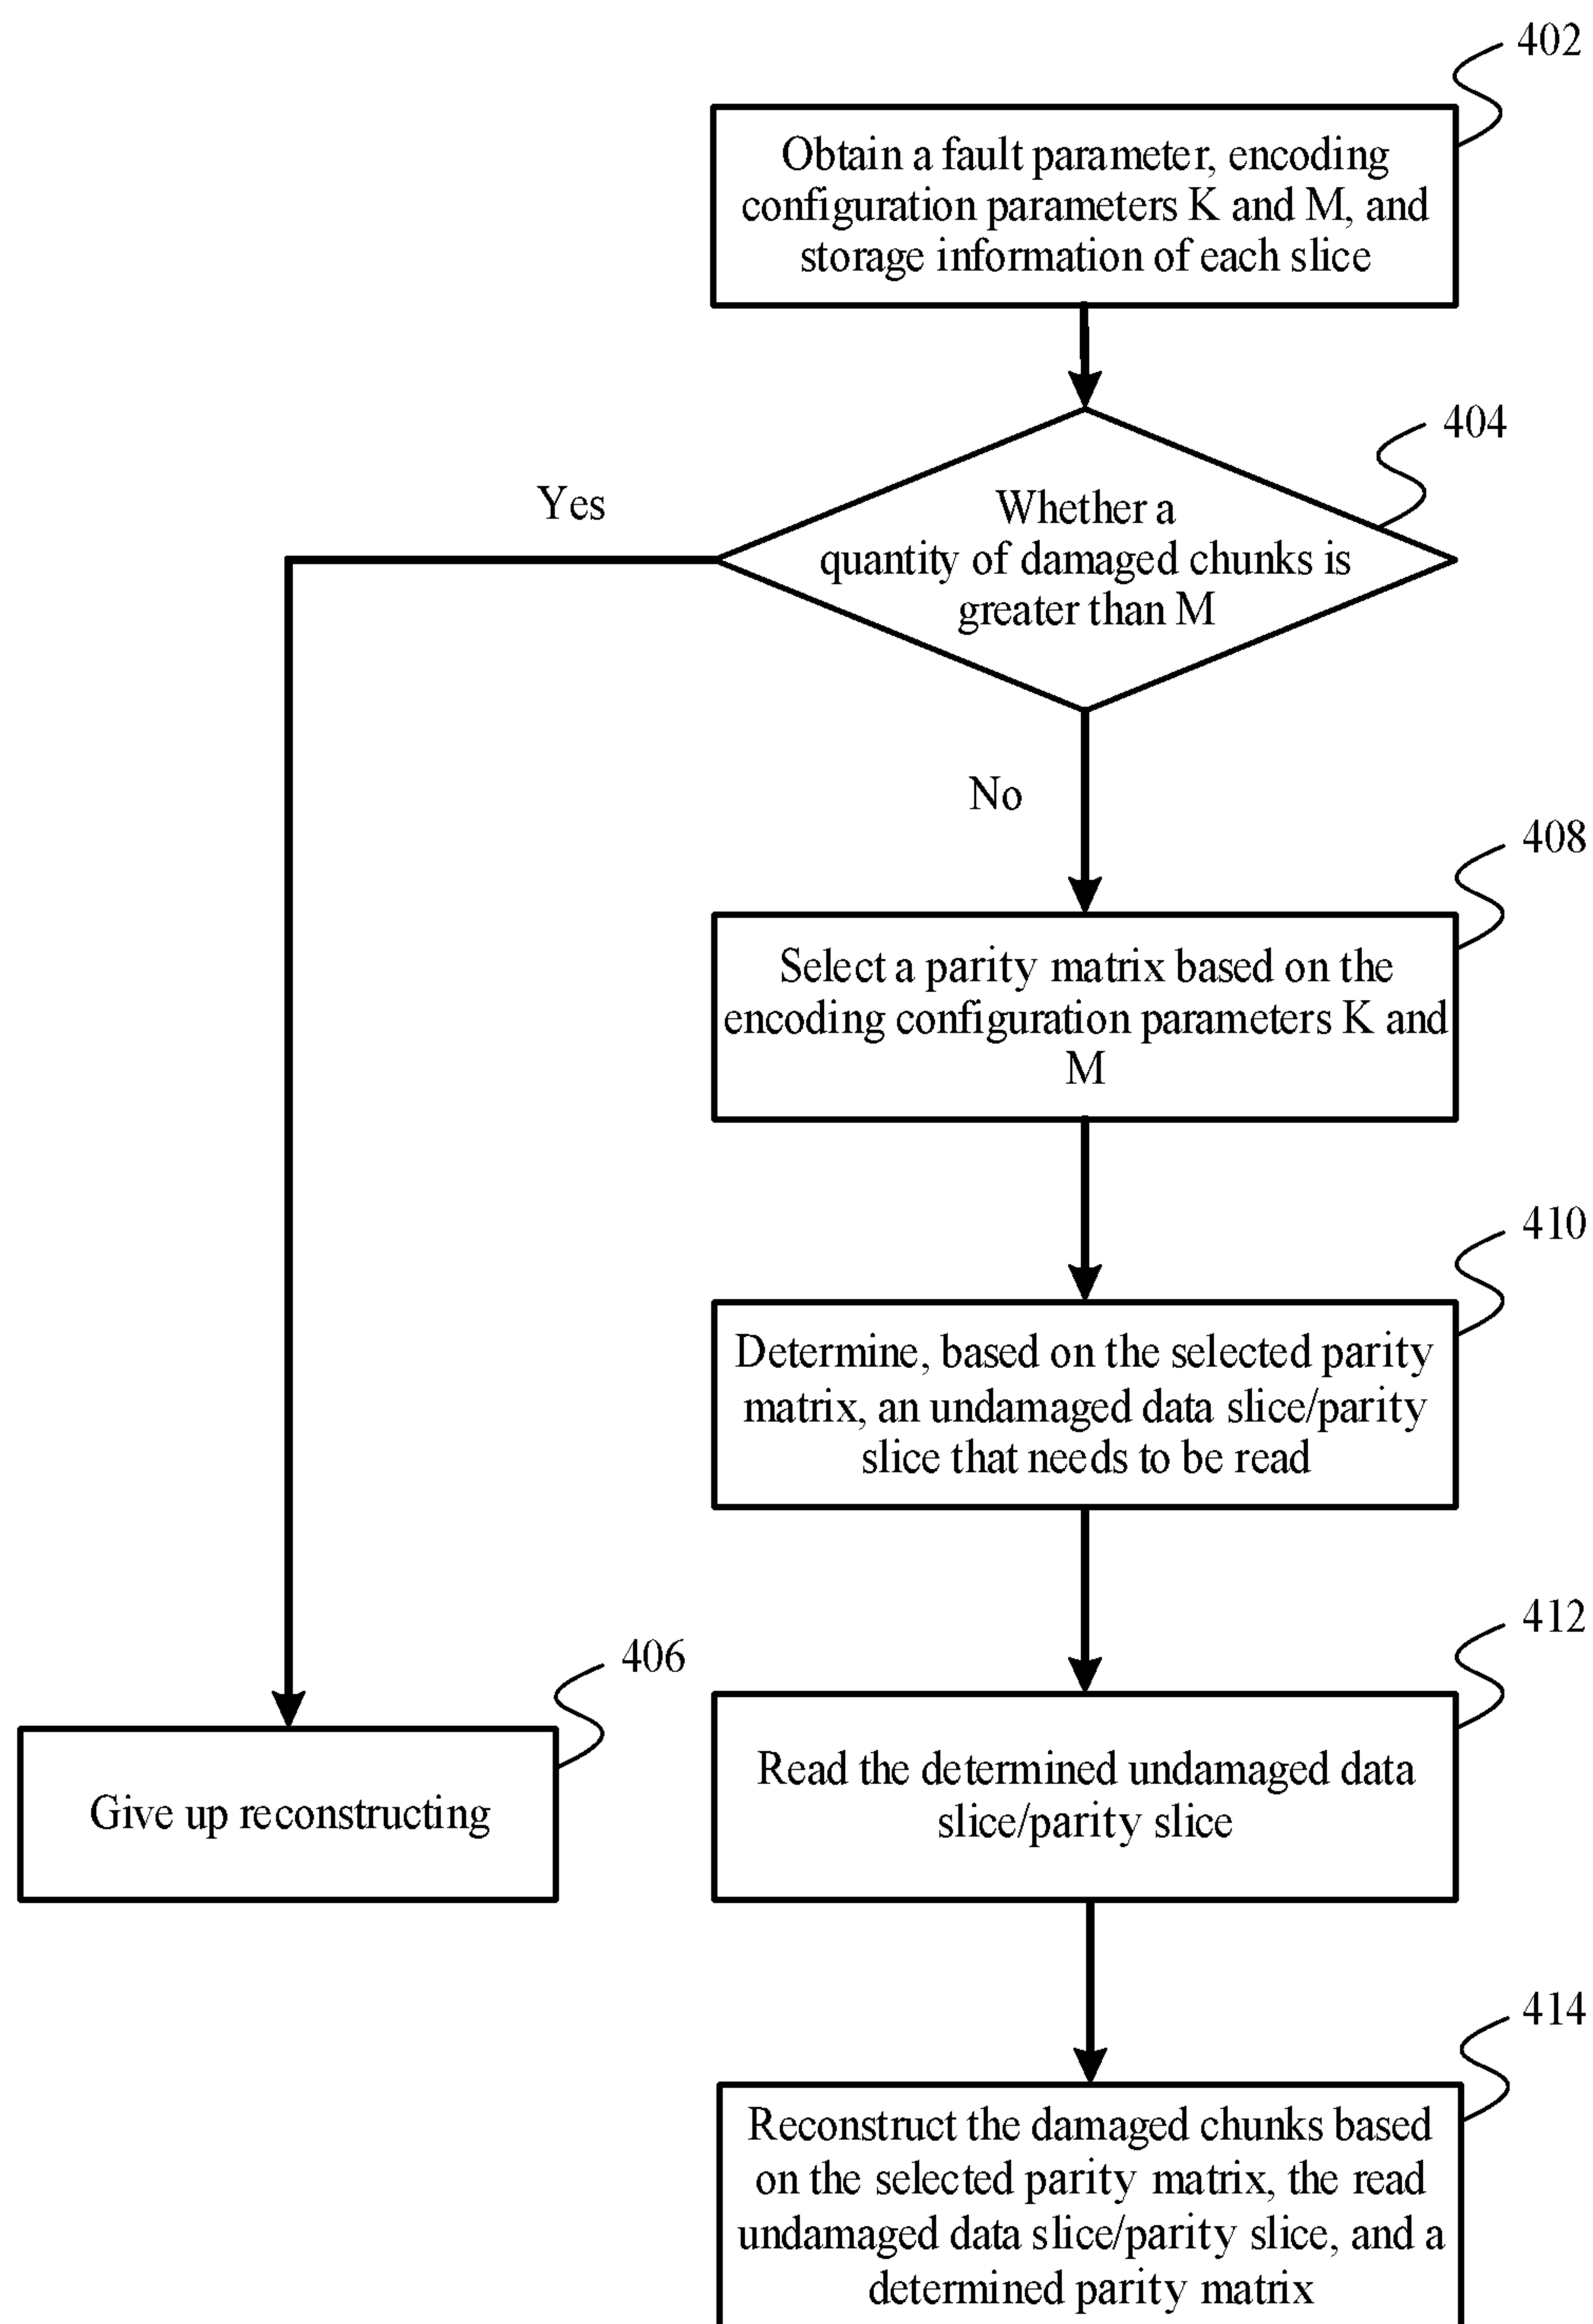 402
Obtain a fault parameter, encoding
configuration parameters K and M, and
storage information of each slice
404
Yes
Whether a
quantity of damaged chunks is
greater than M
No
408
Select a parity matrix based on the
encoding configuration parameters K and
M
410
Determine, based on the selected parity
matrix, an undamaged data slice/parity
slice that needs to be read
412
406
Read the determined undamaged data
slice/parity slice
Give up reconstructing
414
Reconstruct the damaged chunks based
on the selected parity matrix, the read
undamaged data slice/parity slice, and a
determined parity matrix